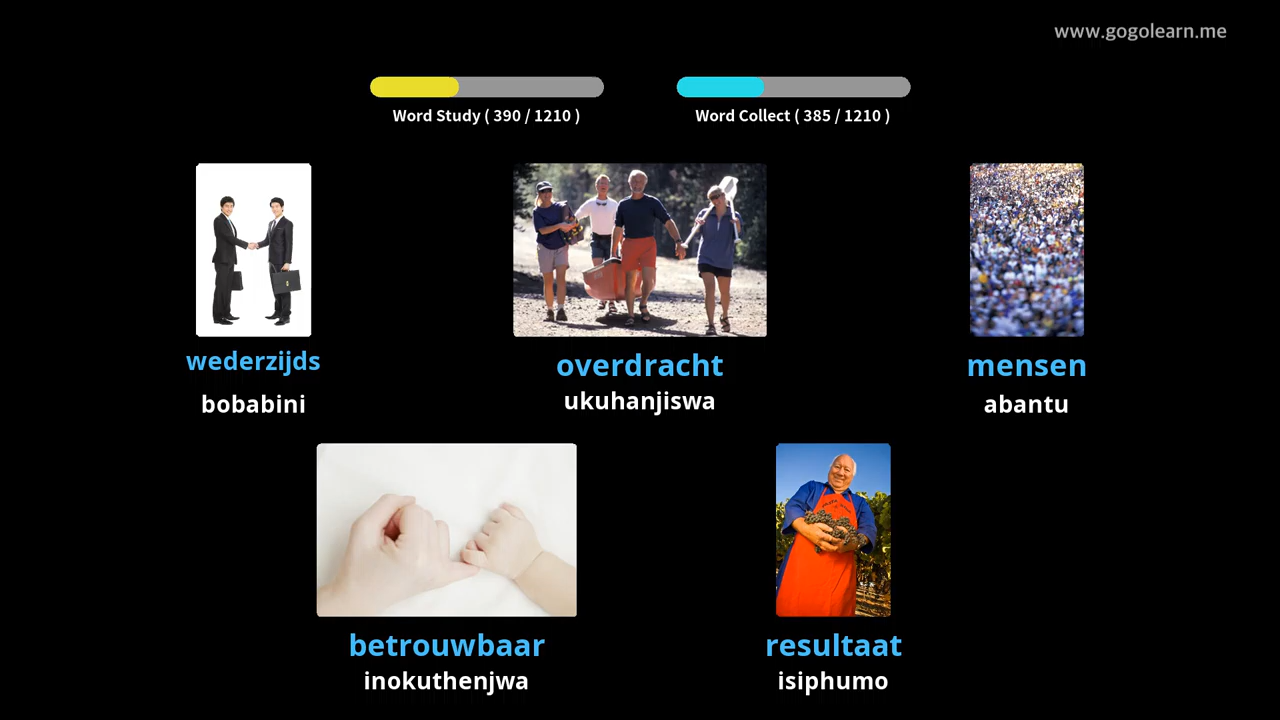 www.gogolearn.me
Word Study ( 390 / 1210 )
Word Collect ( 385 / 1210 )
wederzijds
bobabini
overdracht
ukuhanjiswa
mensen
abantu
betrouwbaar
inokuthenjwa
resultaat
isiphumo